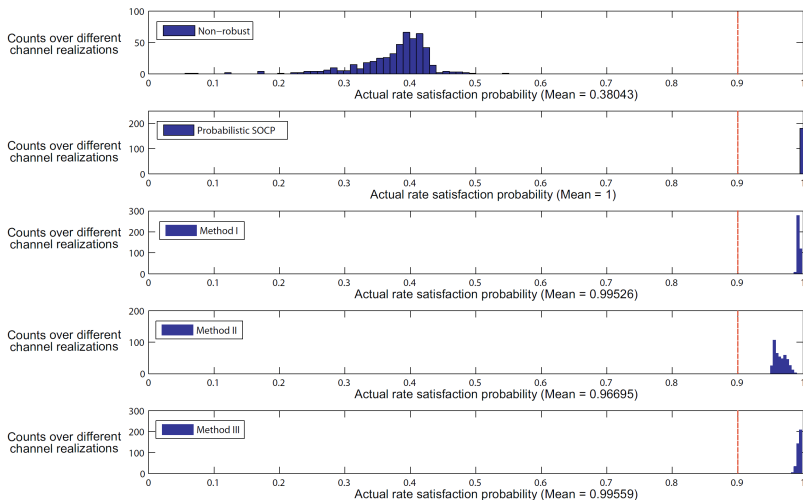 Counts over different
channel realizations
100
50
0
Non−robust
0 0.1 0.2 0.3 0.4 0.5 0.6 0.7 0.8 0.9 1
Actual rate satisfaction probability (Mean = 0.38043)
Counts over different
channel realizations
200
100
0
Probabilistic SOCP
0 0.1 0.2 0.3 0.4 0.5 0.6 0.7 0.8 0.9 1
Actual rate satisfaction probability (Mean = 1)
Counts over different
channel realizations
300
200
100
0
Method I
0 0.1 0.2 0.3 0.4 0.5 0.6 0.7 0.8 0.9 1
Actual rate satisfaction probability (Mean = 0.99526)
Counts over different
channel realizations
200
100
0
Method II
0 0.1 0.2 0.3 0.4 0.5 0.6 0.7 0.8 0.9 1
Actual rate satisfaction probability (Mean = 0.96695)
Counts over different
channel realizations
300
200
100
0
Method III
0 0.1 0.2 0.3 0.4 0.5 0.6 0.7 0.8 0.9 1
Actual rate satisfaction probability (Mean = 0.99559)